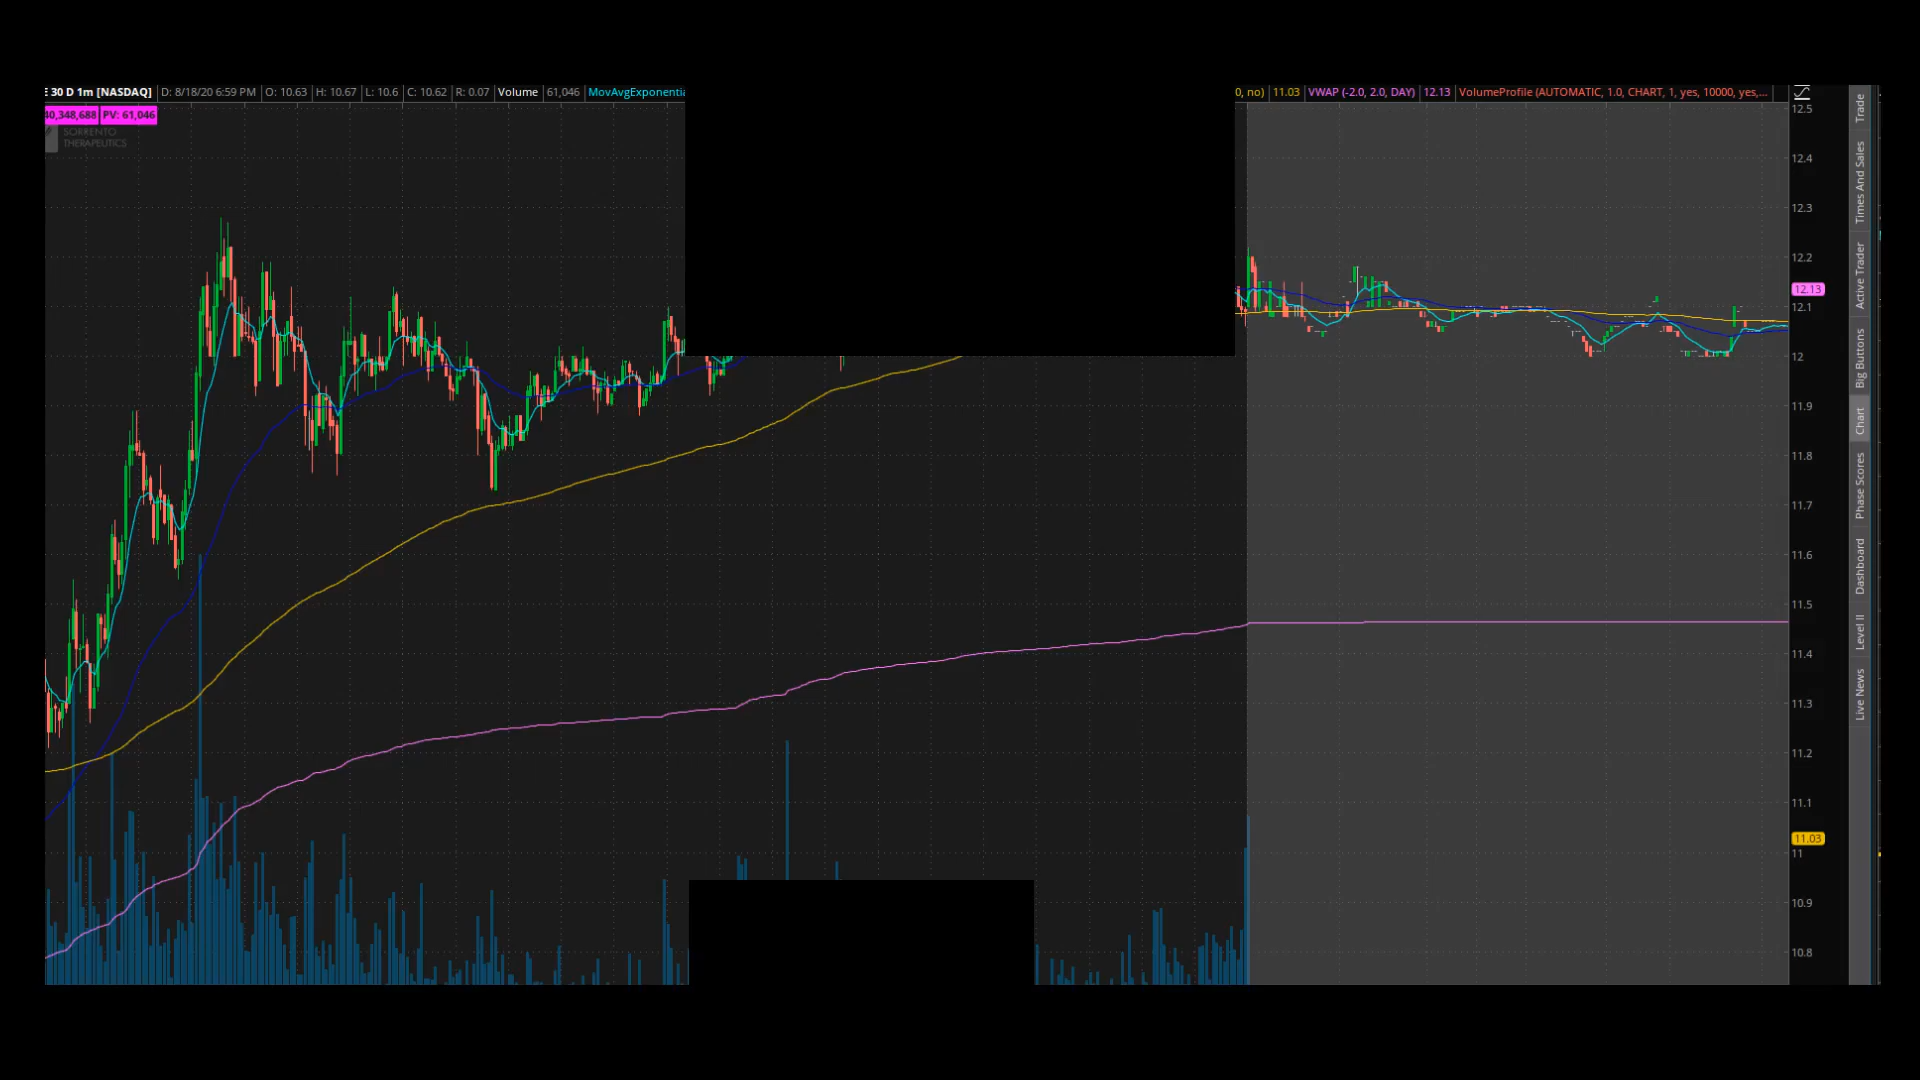 E 30 D 1m [NASDAQ] D: 8/18/20 6:59 PM O: 10.63 H: 10.67 L: 10.6 C: 10.62 R: 0.07 Volume 61,046 MovAvgExponentia
0, no) 11.03 VWAP (-2.0, 2.0, DAY) 12.13 VolumeProfile (AUTOMATIC, 1.0, CHART, 1, yes, 10000, yes,...
40,348,688 PV: 61,046
SORRENTO
THERAPEUTICS
12.5
12.4
12.3
12.2
12.13
12.1
12
11.9
11.8
11.7
11.6
11.5
11.4
11.3
11.2
11.1
11.03
11
10.9
10.8
Trade
Times And Sales
Active Trader
Big Buttons
Chart
Phase Scores
Dashboard
Level II
Live News